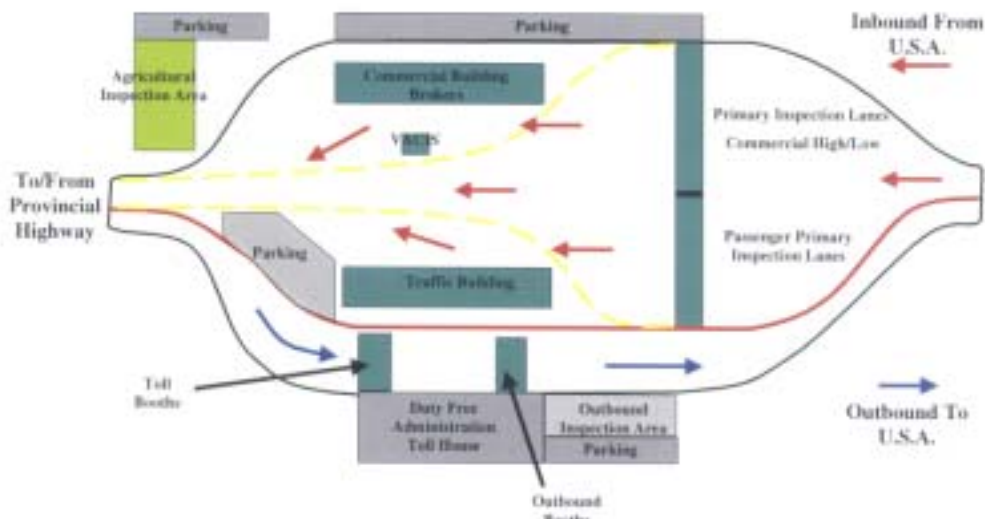 Parking
Parking
Inbound From
U.S.A.
Agricultural
Inspection Area
Commercial Building
Brokers
VACIS
Primary Inspection Lanes
Commercial High/Low
To/From
Provincial
Highway
Parking
Passenger Primary
Inspection Lanes
Traffic Building
Toll
Booths
Duty Free
Administration
Toll House
Outbound
Inspection Area
Parking
Outbound To
U.S.A.
Outbound
Booths